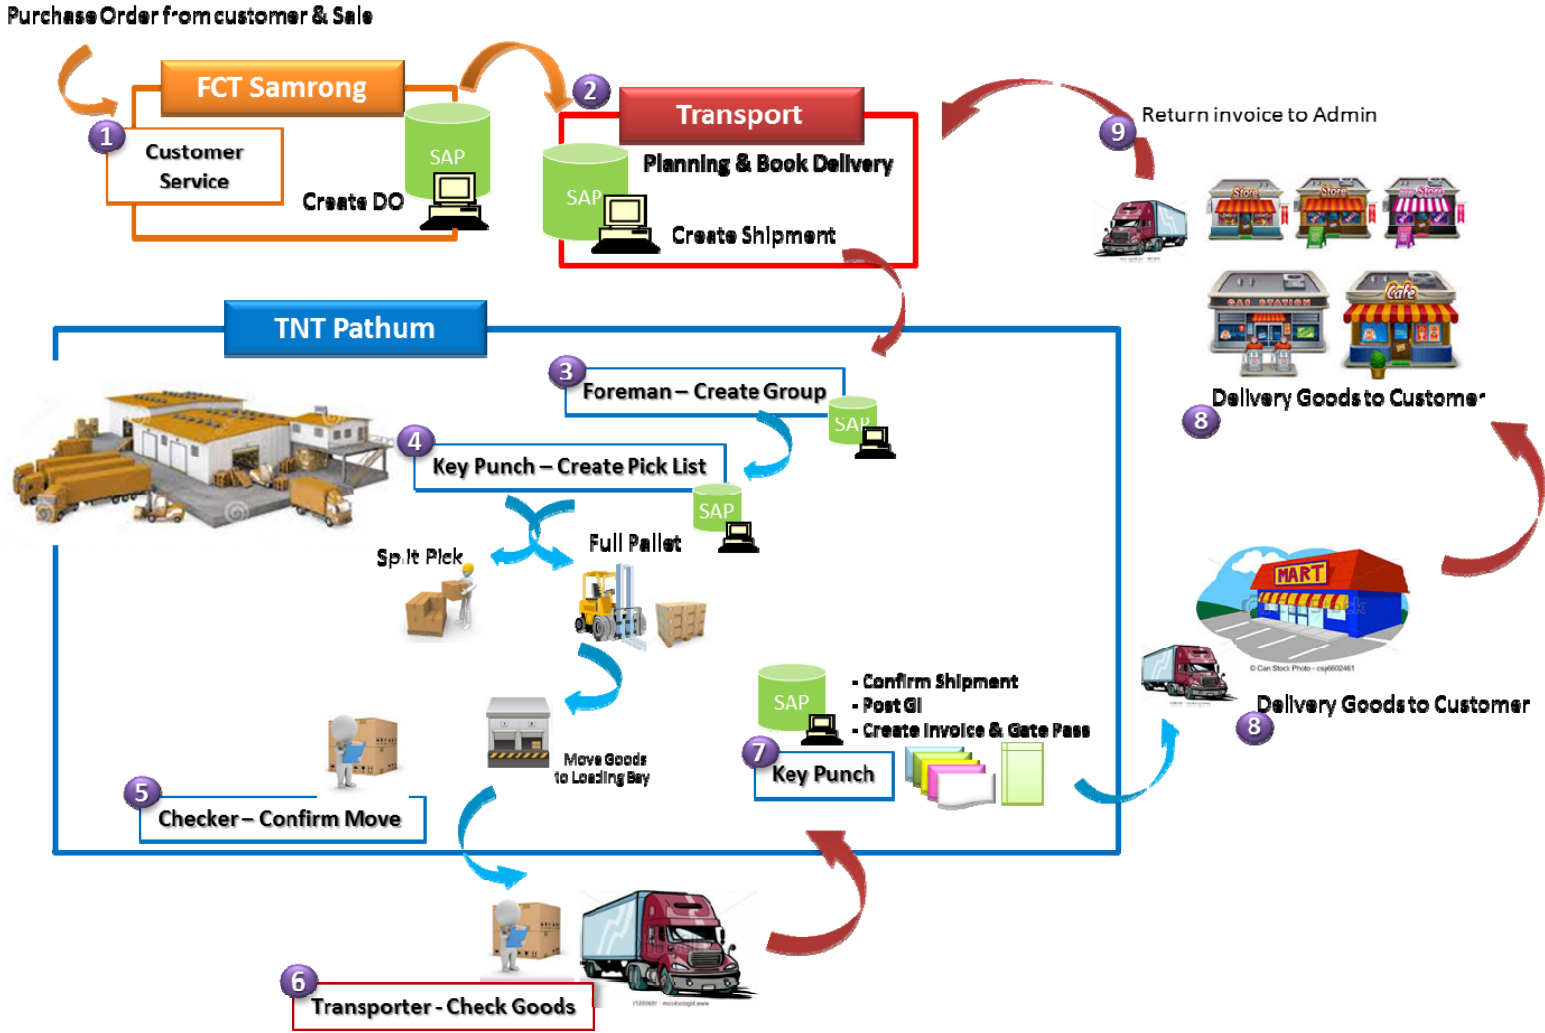 Purchase Order from customer & Sale
FCT Samrong
1
Customer
Service
SAP
Create DO
2
Transport
Planning & Book Delivery
SAP
Create Shipment
9
Return invoice to Admin
Store
Store
Store
GAS STATION
Cafe
8
Delivery Goods to Customer
TNT Pathum
3
Foreman – Create Group
SAP
4
Key Punch – Create Pick List
SAP
Split Pick
Full Pallet
MART
© Can Stock Photo - csp6602461
8
Delivery Goods to Customer
SAP
- Confirm Shipment
- Post GI
- Create Invoice & Gate Pass
7
Key Punch
Move Goods
to Loading Bay
5
Checker – Confirm Move
6
Transporter - Check Goods